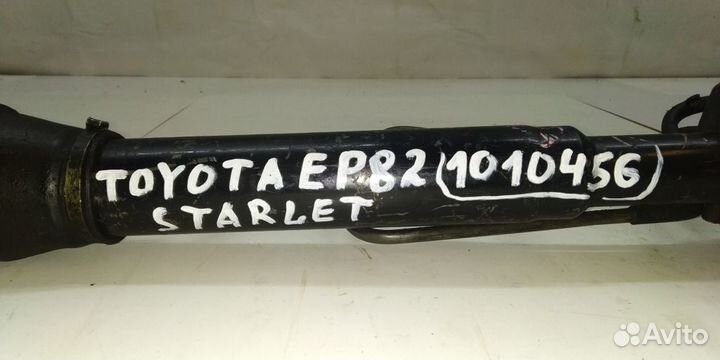 TOYOTA EP82 (1010456)
STARLET
Avito